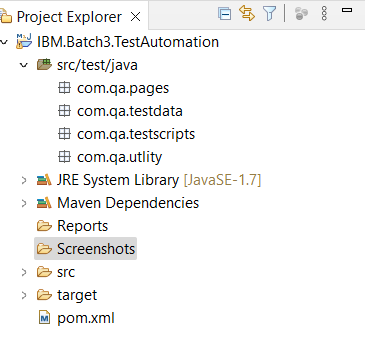 Project Explorer
IBM.Batch3.TestAutomation
src/test/java
com.qa.pages
com.qa.testdata
com.qa.testscripts
com.qa.utlity
JRE System Library [JavaSE-1.7]
Maven Dependencies
Reports
Screenshots
src
target
pom.xml